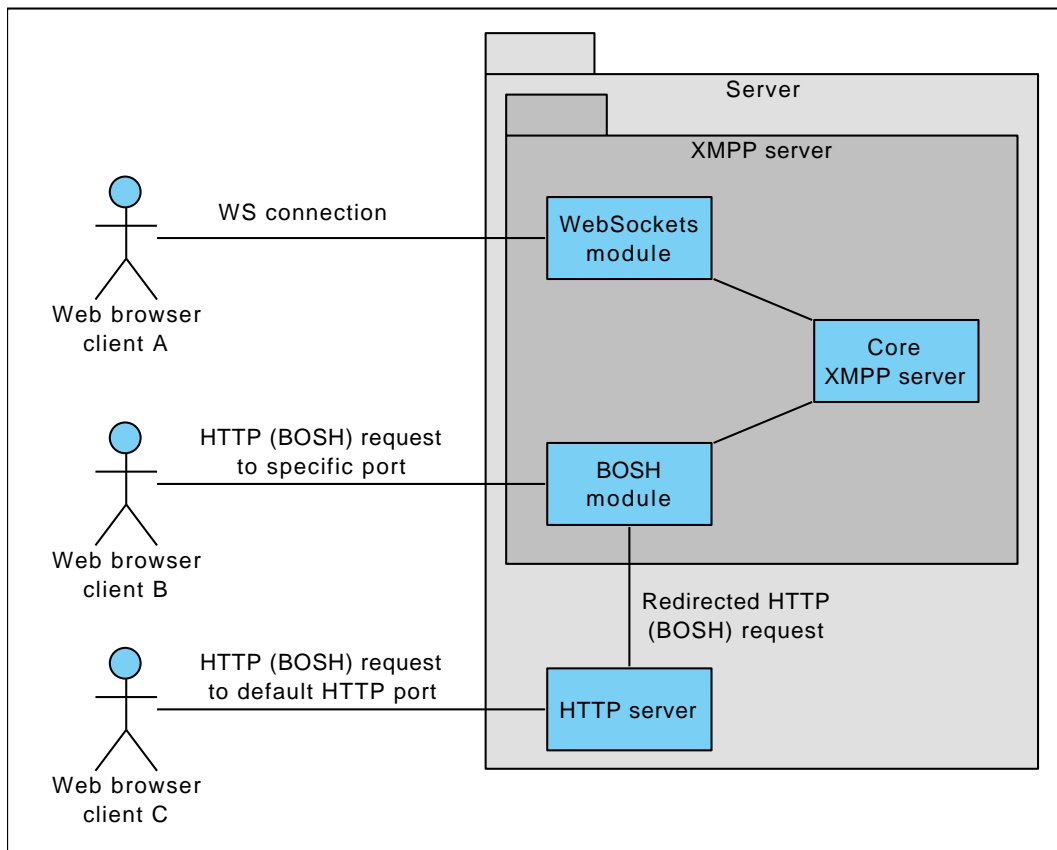 Server
XMPP server
WS connection
WebSockets
module
Web browser
client A
Core
XMPP server
HTTP (BOSH) request
to specific port
BOSH
module
Web browser
client B
Redirected HTTP
(BOSH) request
HTTP (BOSH) request
to default HTTP port
HTTP server
Web browser
client C